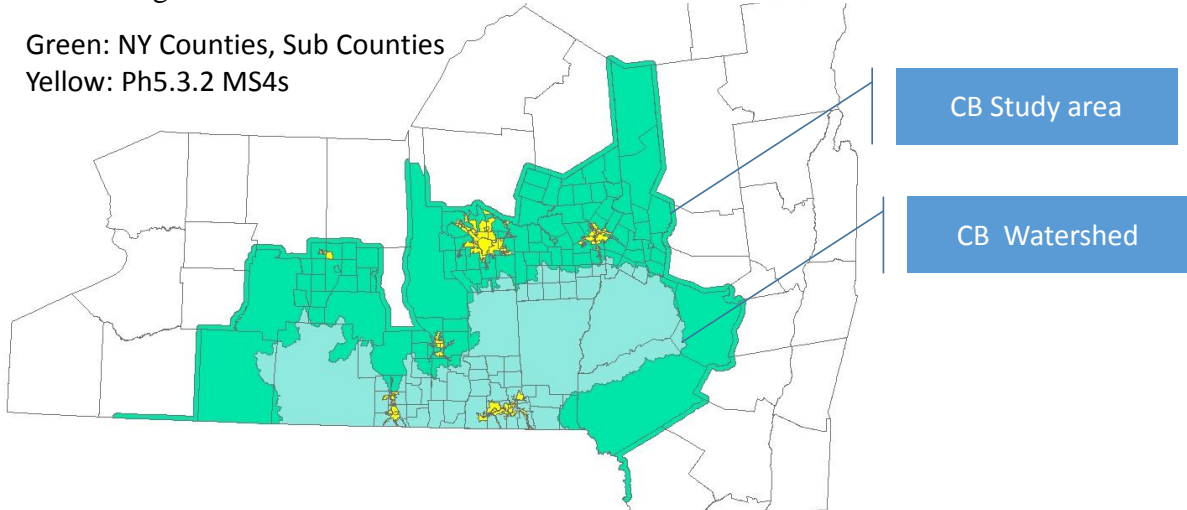 Green: NY Counties, Sub Counties
Yellow: Ph5.3.2 MS4s
CB Study area
CB Watershed